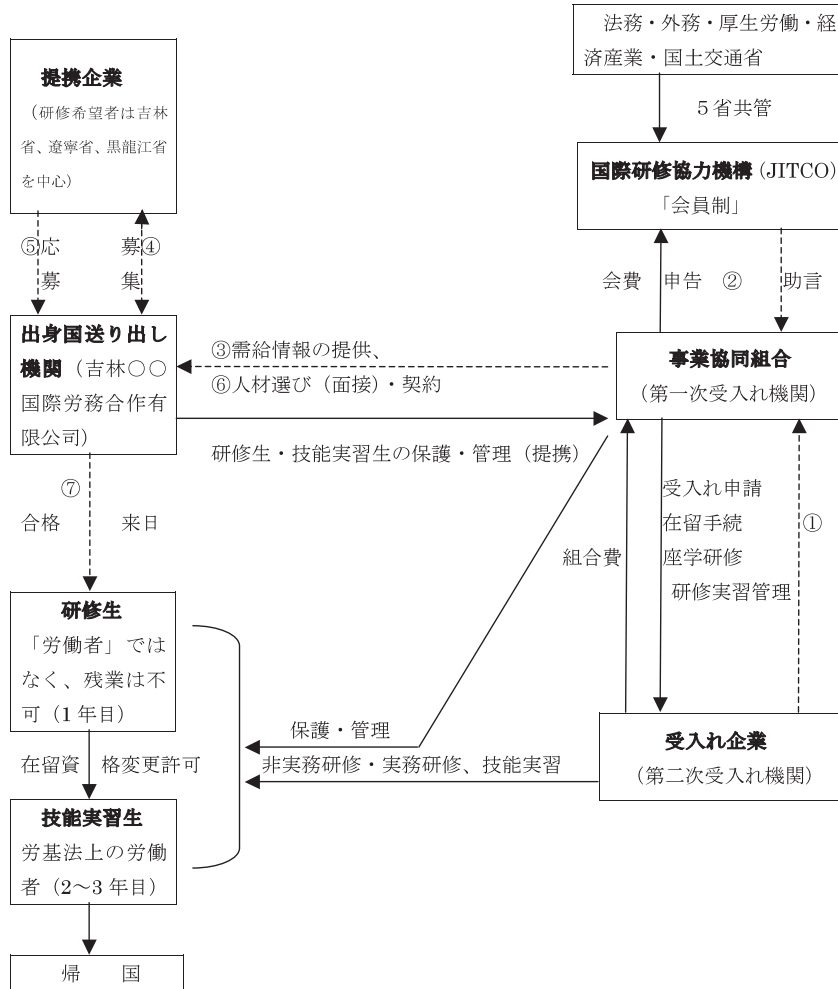 法務・外務・厚生労働・経
済産業・国土交通省
５省共管
国際研修協力機構（JITCO）
「会員制」
提携企業
（研修希望者は吉林
省、遼寧省、黒龍江省
を中心）
⑤応
募
募④
集
会費
申告
②
助言
出身国送り出し
機関（吉林〇〇
国際労務合作有
限公司）
③需給情報の提供、
⑥人材選び（面接）・契約
研修生・技能実習生の保護・管理（提携）
事業協同組合
（第一次受入れ機関）
⑦
合格
来日
組合費
受入れ申請
在留手続
座学研修
研修実習管理
①
研修生
「労働者」では
なく、残業は不
可（1 年目）
在留資
格変更許可
保護・管理
非実務研修・実務研修、技能実習
受入れ企業
（第二次受入れ機関）
技能実習生
労基法上の労働
者（2～3 年目）
帰　国